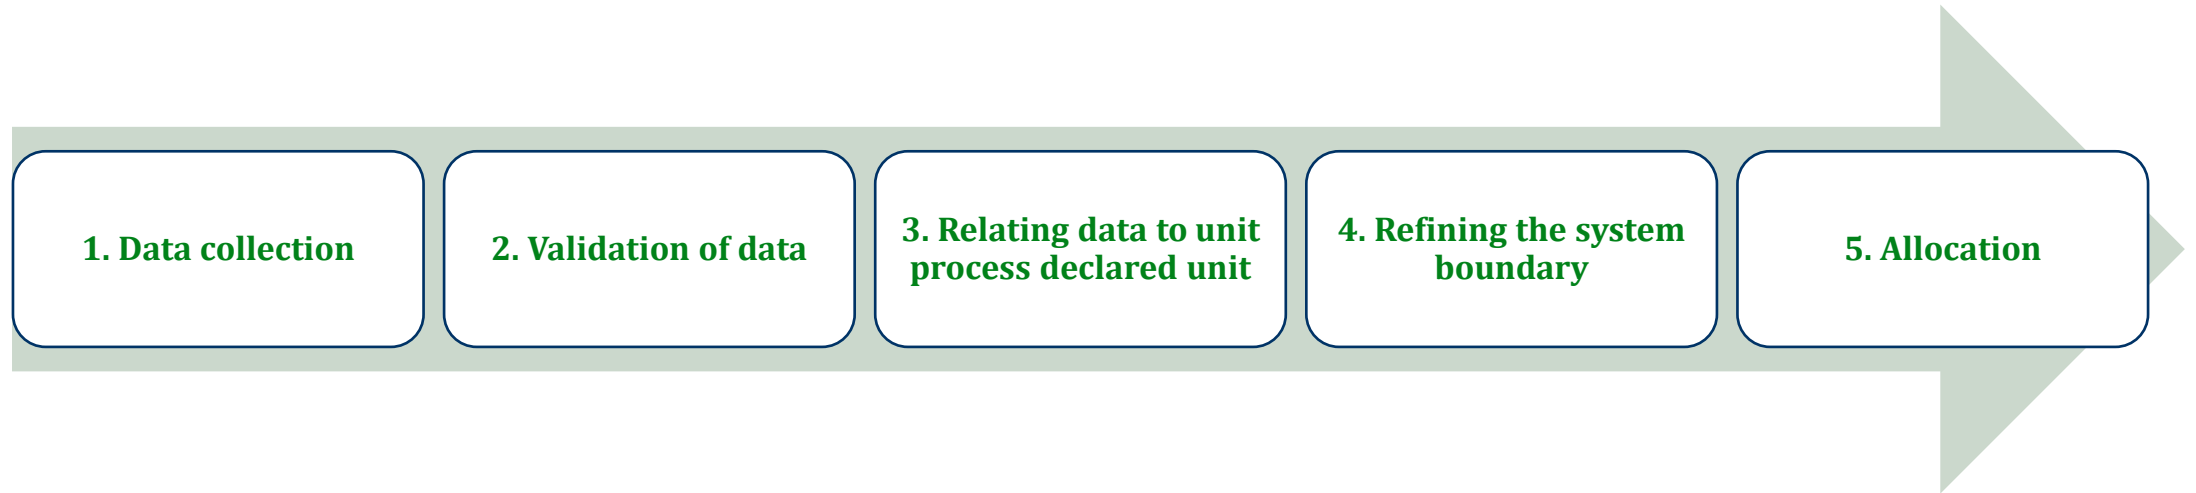 1. Data collection
2. Validation of data
3. Relating data to unit
process declared unit
4. Refining the system
boundary
5. Allocation